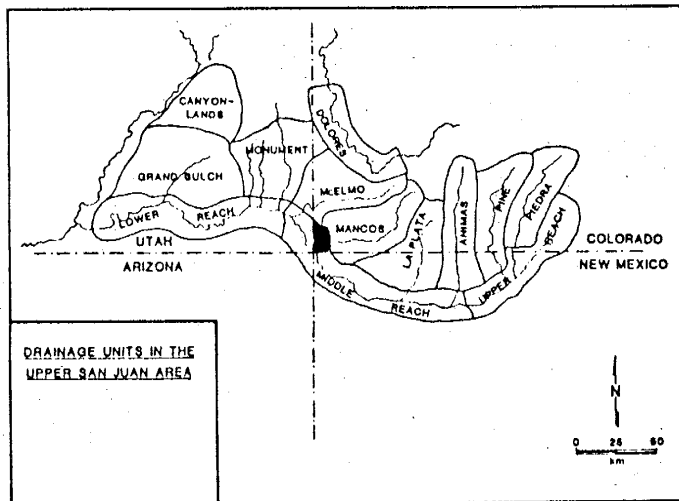 CANYON-
LANDS
DOLORES
MONUMENT
GRAND GULCH
McELMO
PINE
PIEDRA
ANIMAS
LOWER REACH
MANCOS
LA PLATA
UPPER REACH
UTAH
COLORADO
ARIZONA
NEW MEXICO
MIDDLE REACH
DRAINAGE UNITS IN THE
UPPER SAN JUAN AREA
N
0 25 50
km